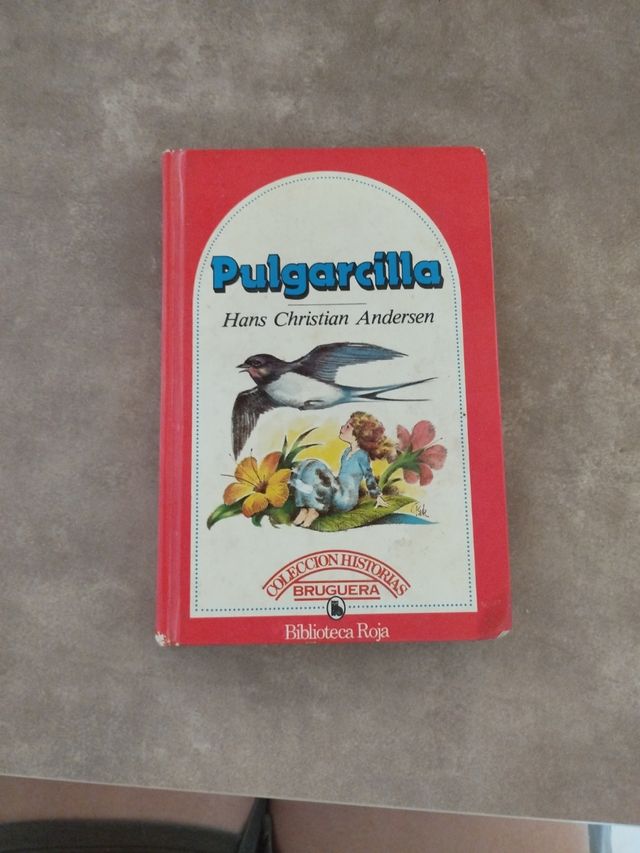 Pulgarcilla
Hans Christian Andersen
COLECCION HISTORIAS
BRUGUERA
Biblioteca Roja